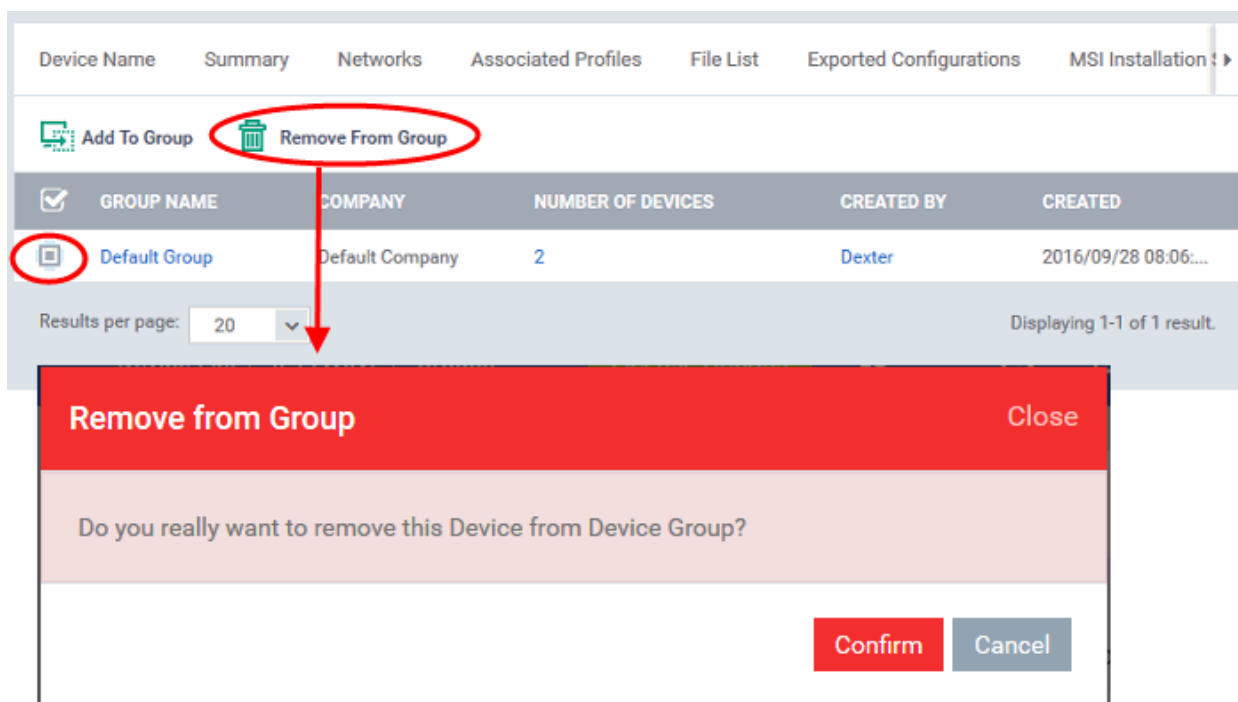 Device Name Summary Networks Associated Profiles File List Exported Configurations MSI Installation
Add To Group Remove From Group
GROUP NAME COMPANY NUMBER OF DEVICES CREATED BY CREATED
Default Group Default Company 2 Dexter 2016/09/28 08:06:...
Results per page: 20 Displaying 1-1 of 1 result.
Remove from Group Close
Do you really want to remove this Device from Device Group?
Confirm Cancel